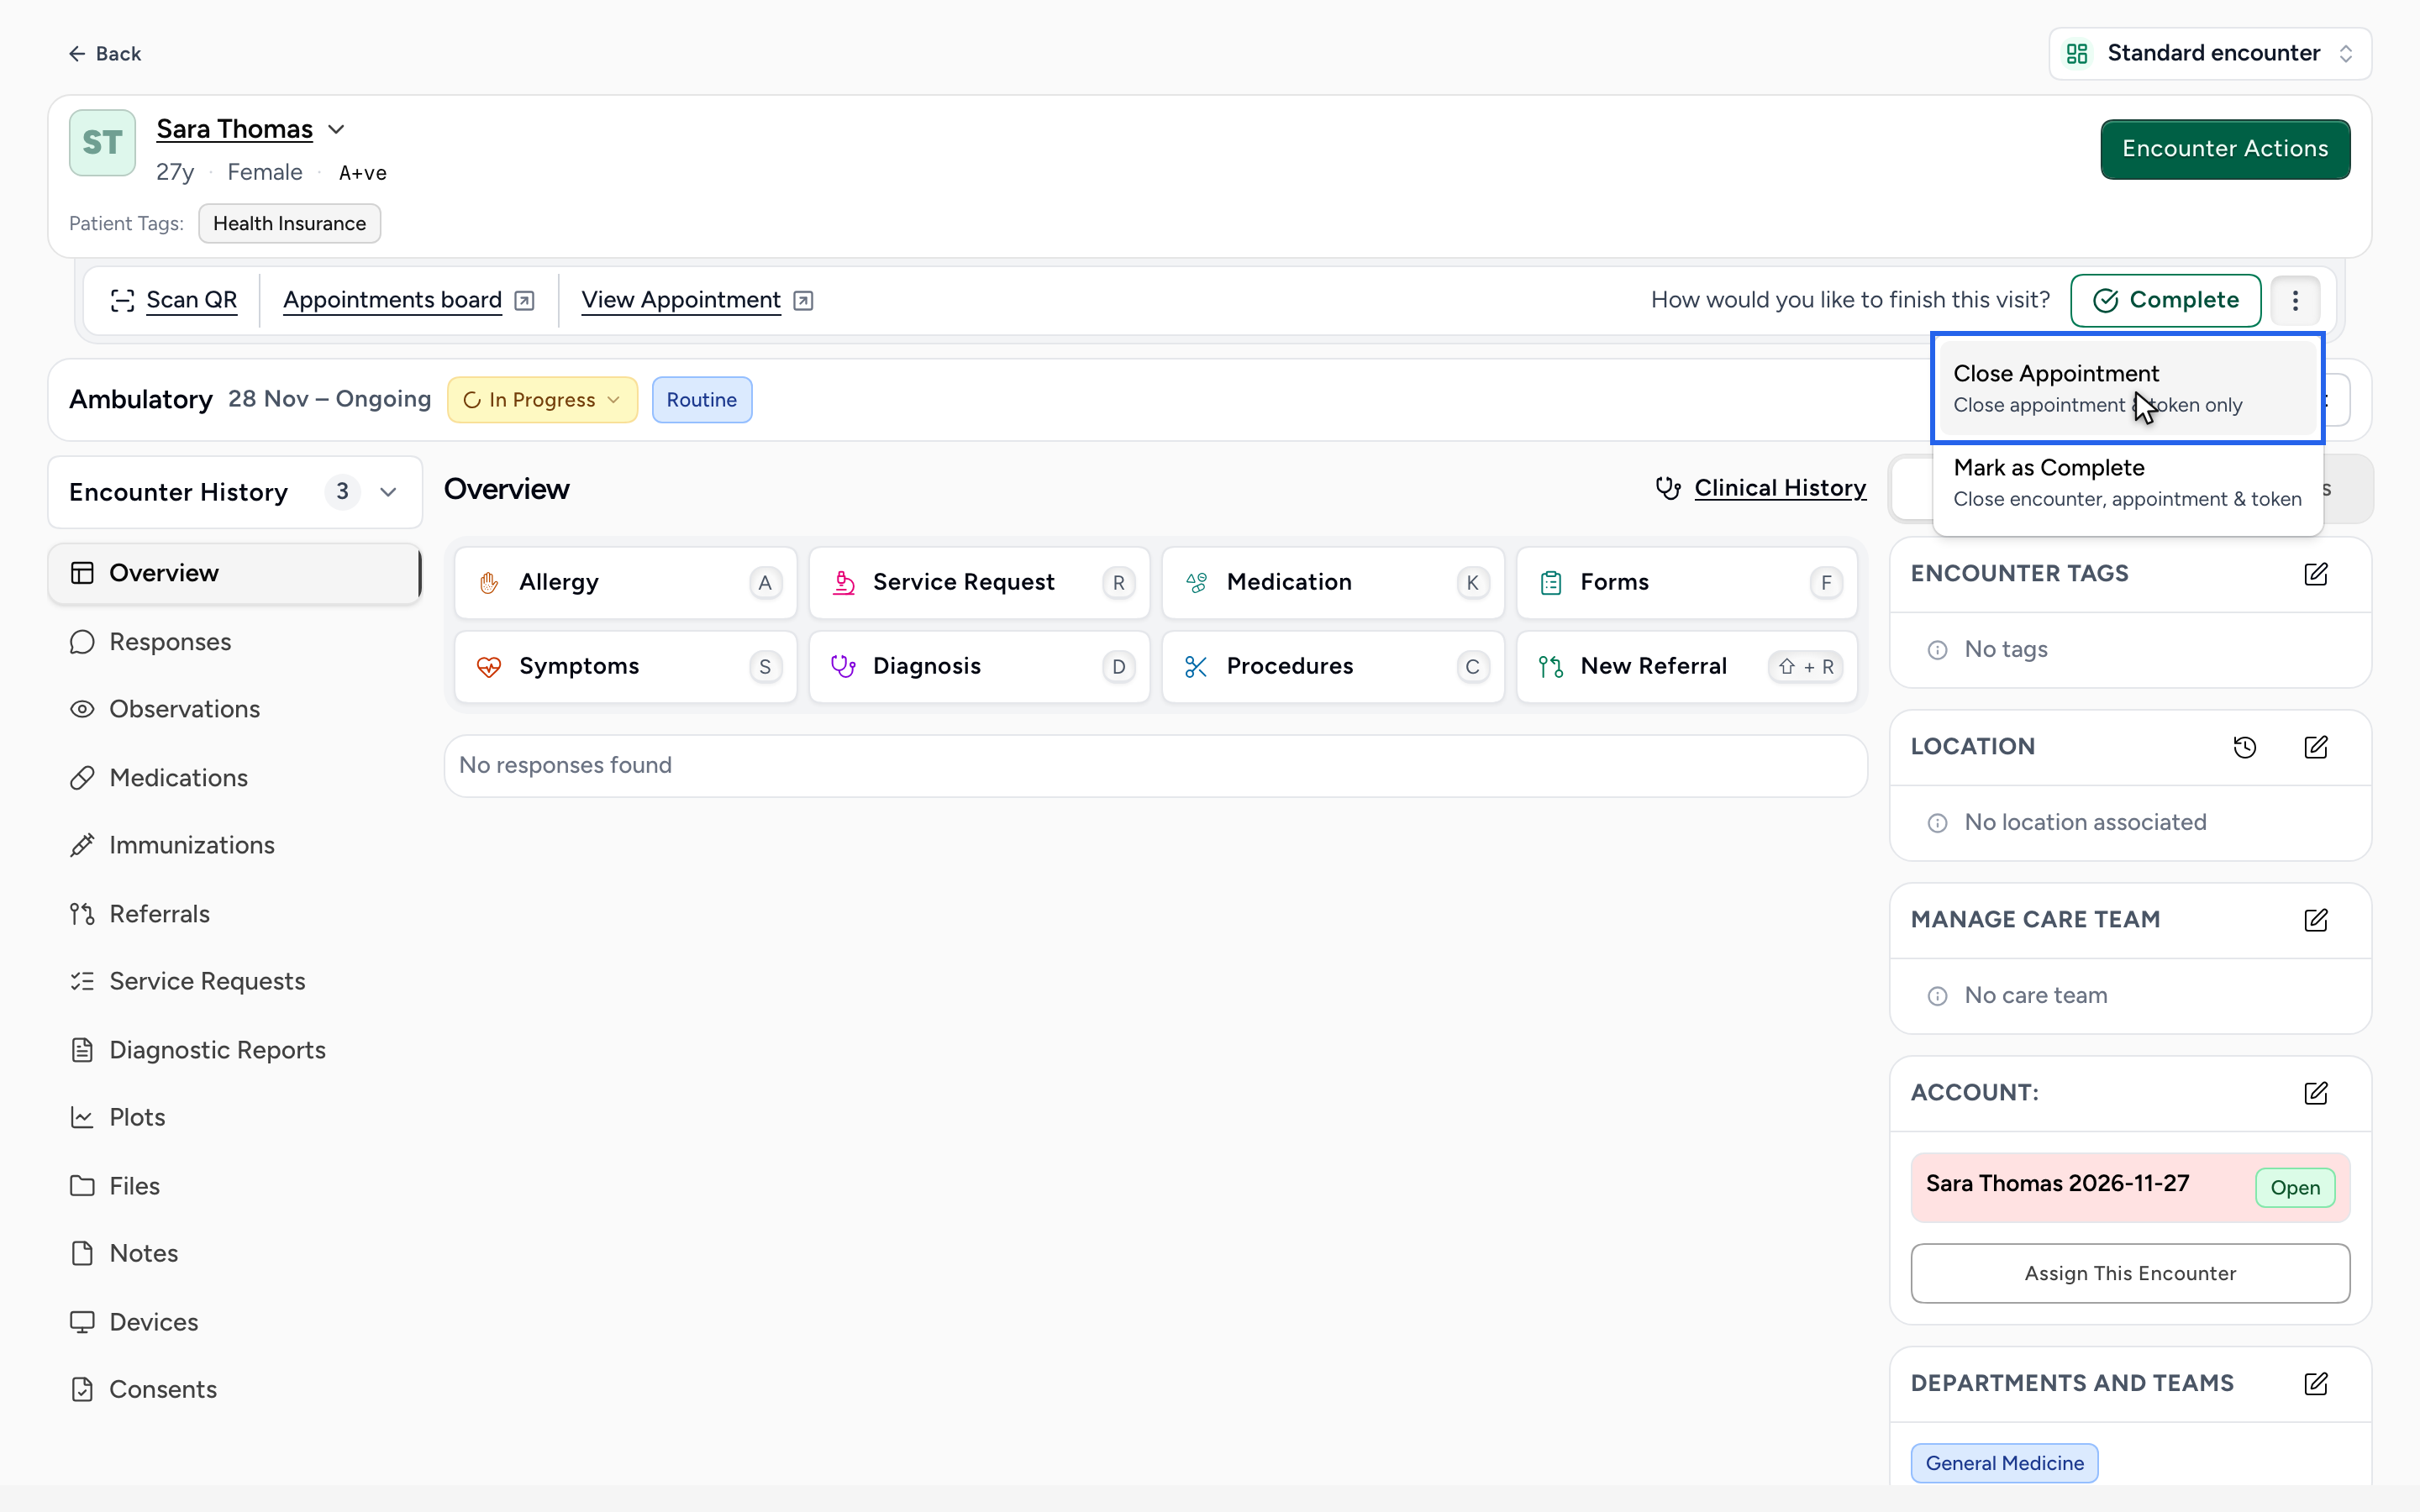 Back
Standard encounter
ST
Sara Thomas
27y · Female · A+ve
Encounter Actions
Patient Tags: Health Insurance
Scan QR
Appointments board
View Appointment
How would you like to finish this visit?
Complete
Close Appointment
Close appointment token only
Mark as Complete
Close encounter, appointment & token
Ambulatory 28 Nov – Ongoing
In Progress
Routine
Encounter History 3
Overview
Responses
Observations
Medications
Immunizations
Referrals
Service Requests
Diagnostic Reports
Plots
Files
Notes
Devices
Consents
Overview
Clinical History
Allergy A
Service Request R
Medication K
Forms F
Symptoms S
Diagnosis D
Procedures C
New Referral ⇧ + R
No responses found
ENCOUNTER TAGS
No tags
LOCATION
No location associated
MANAGE CARE TEAM
No care team
ACCOUNT:
Sara Thomas 2026-11-27
Open
Assign This Encounter
DEPARTMENTS AND TEAMS
General Medicine